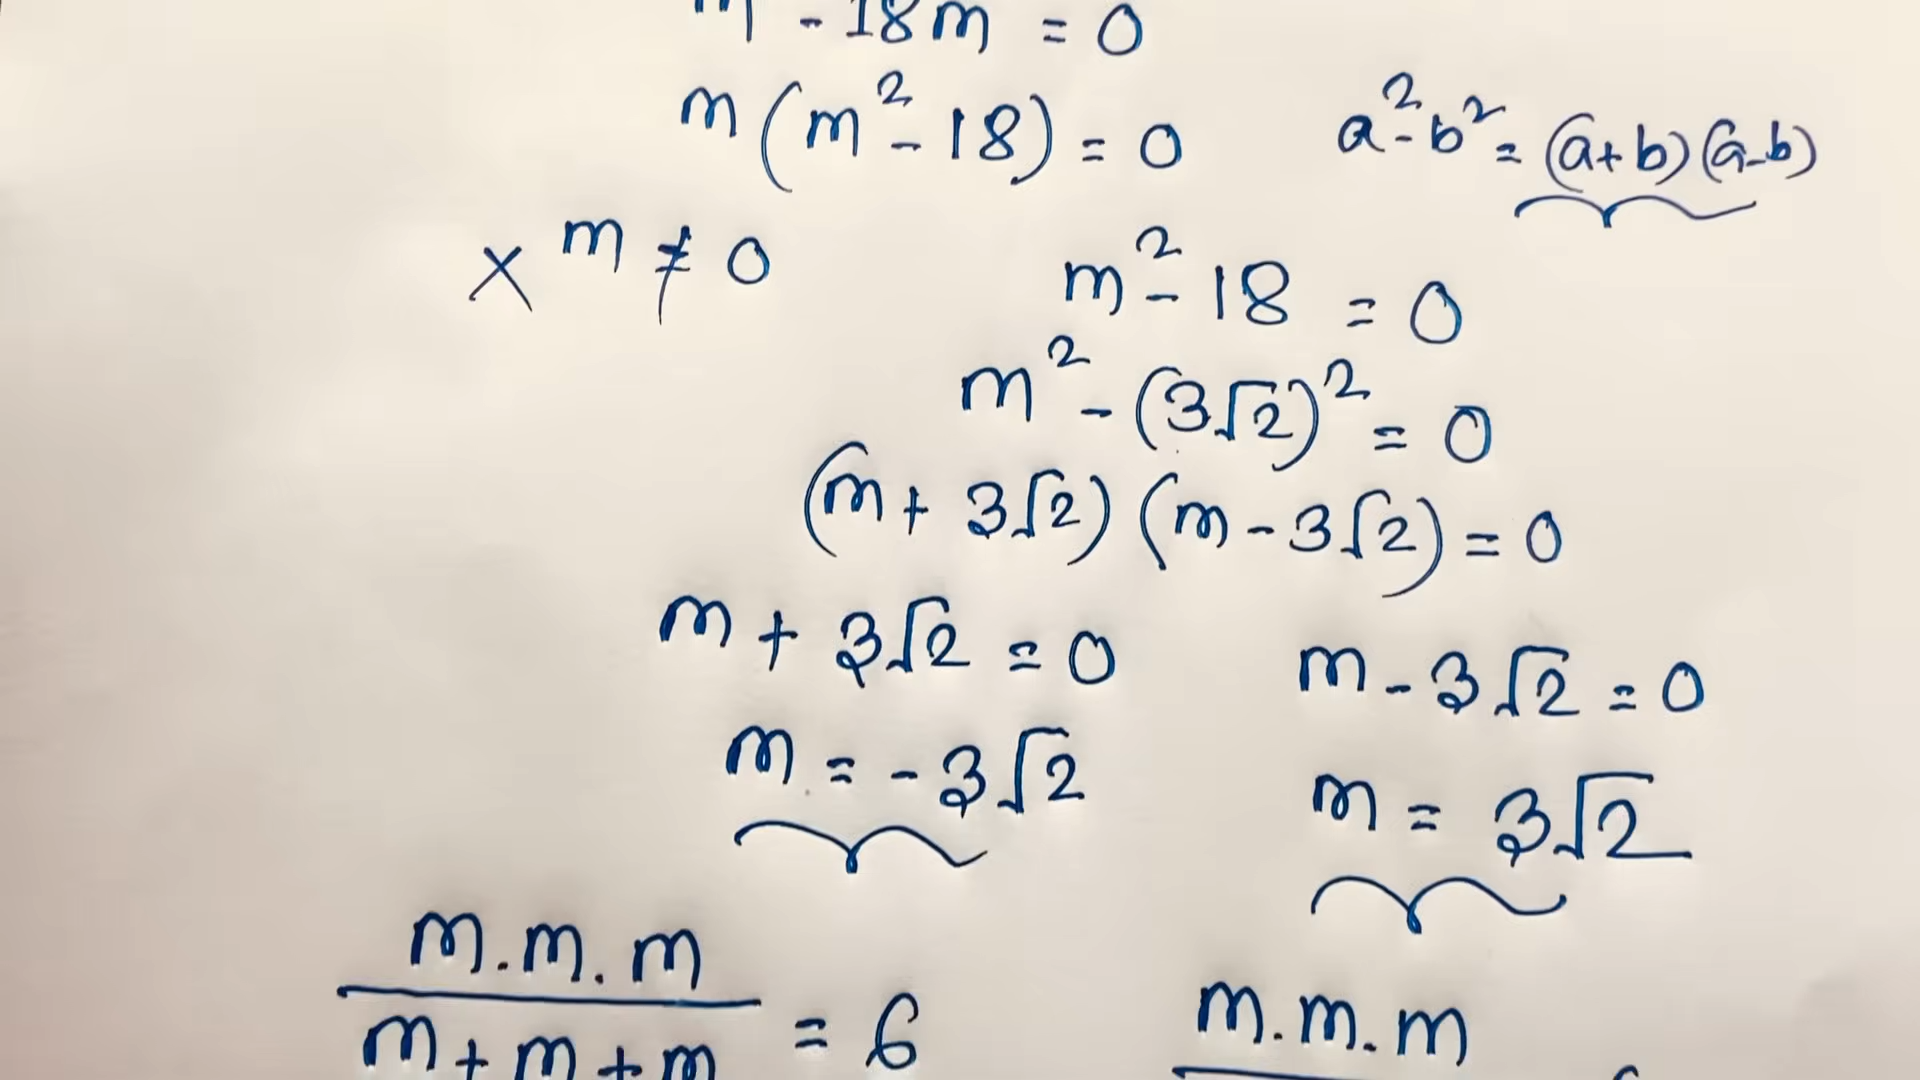 - 18m = 0
m(m² - 18) = 0
a² - b² = (a+b)(a-b)
× m ≠ 0
m² - 18 = 0
m² - (3√2)² = 0
(m + 3√2)(m - 3√2) = 0
m + 3√2 = 0
m - 3√2 = 0
m = -3√2
m = 3√2
m.m.m
m+m+m = 6
m.m.m